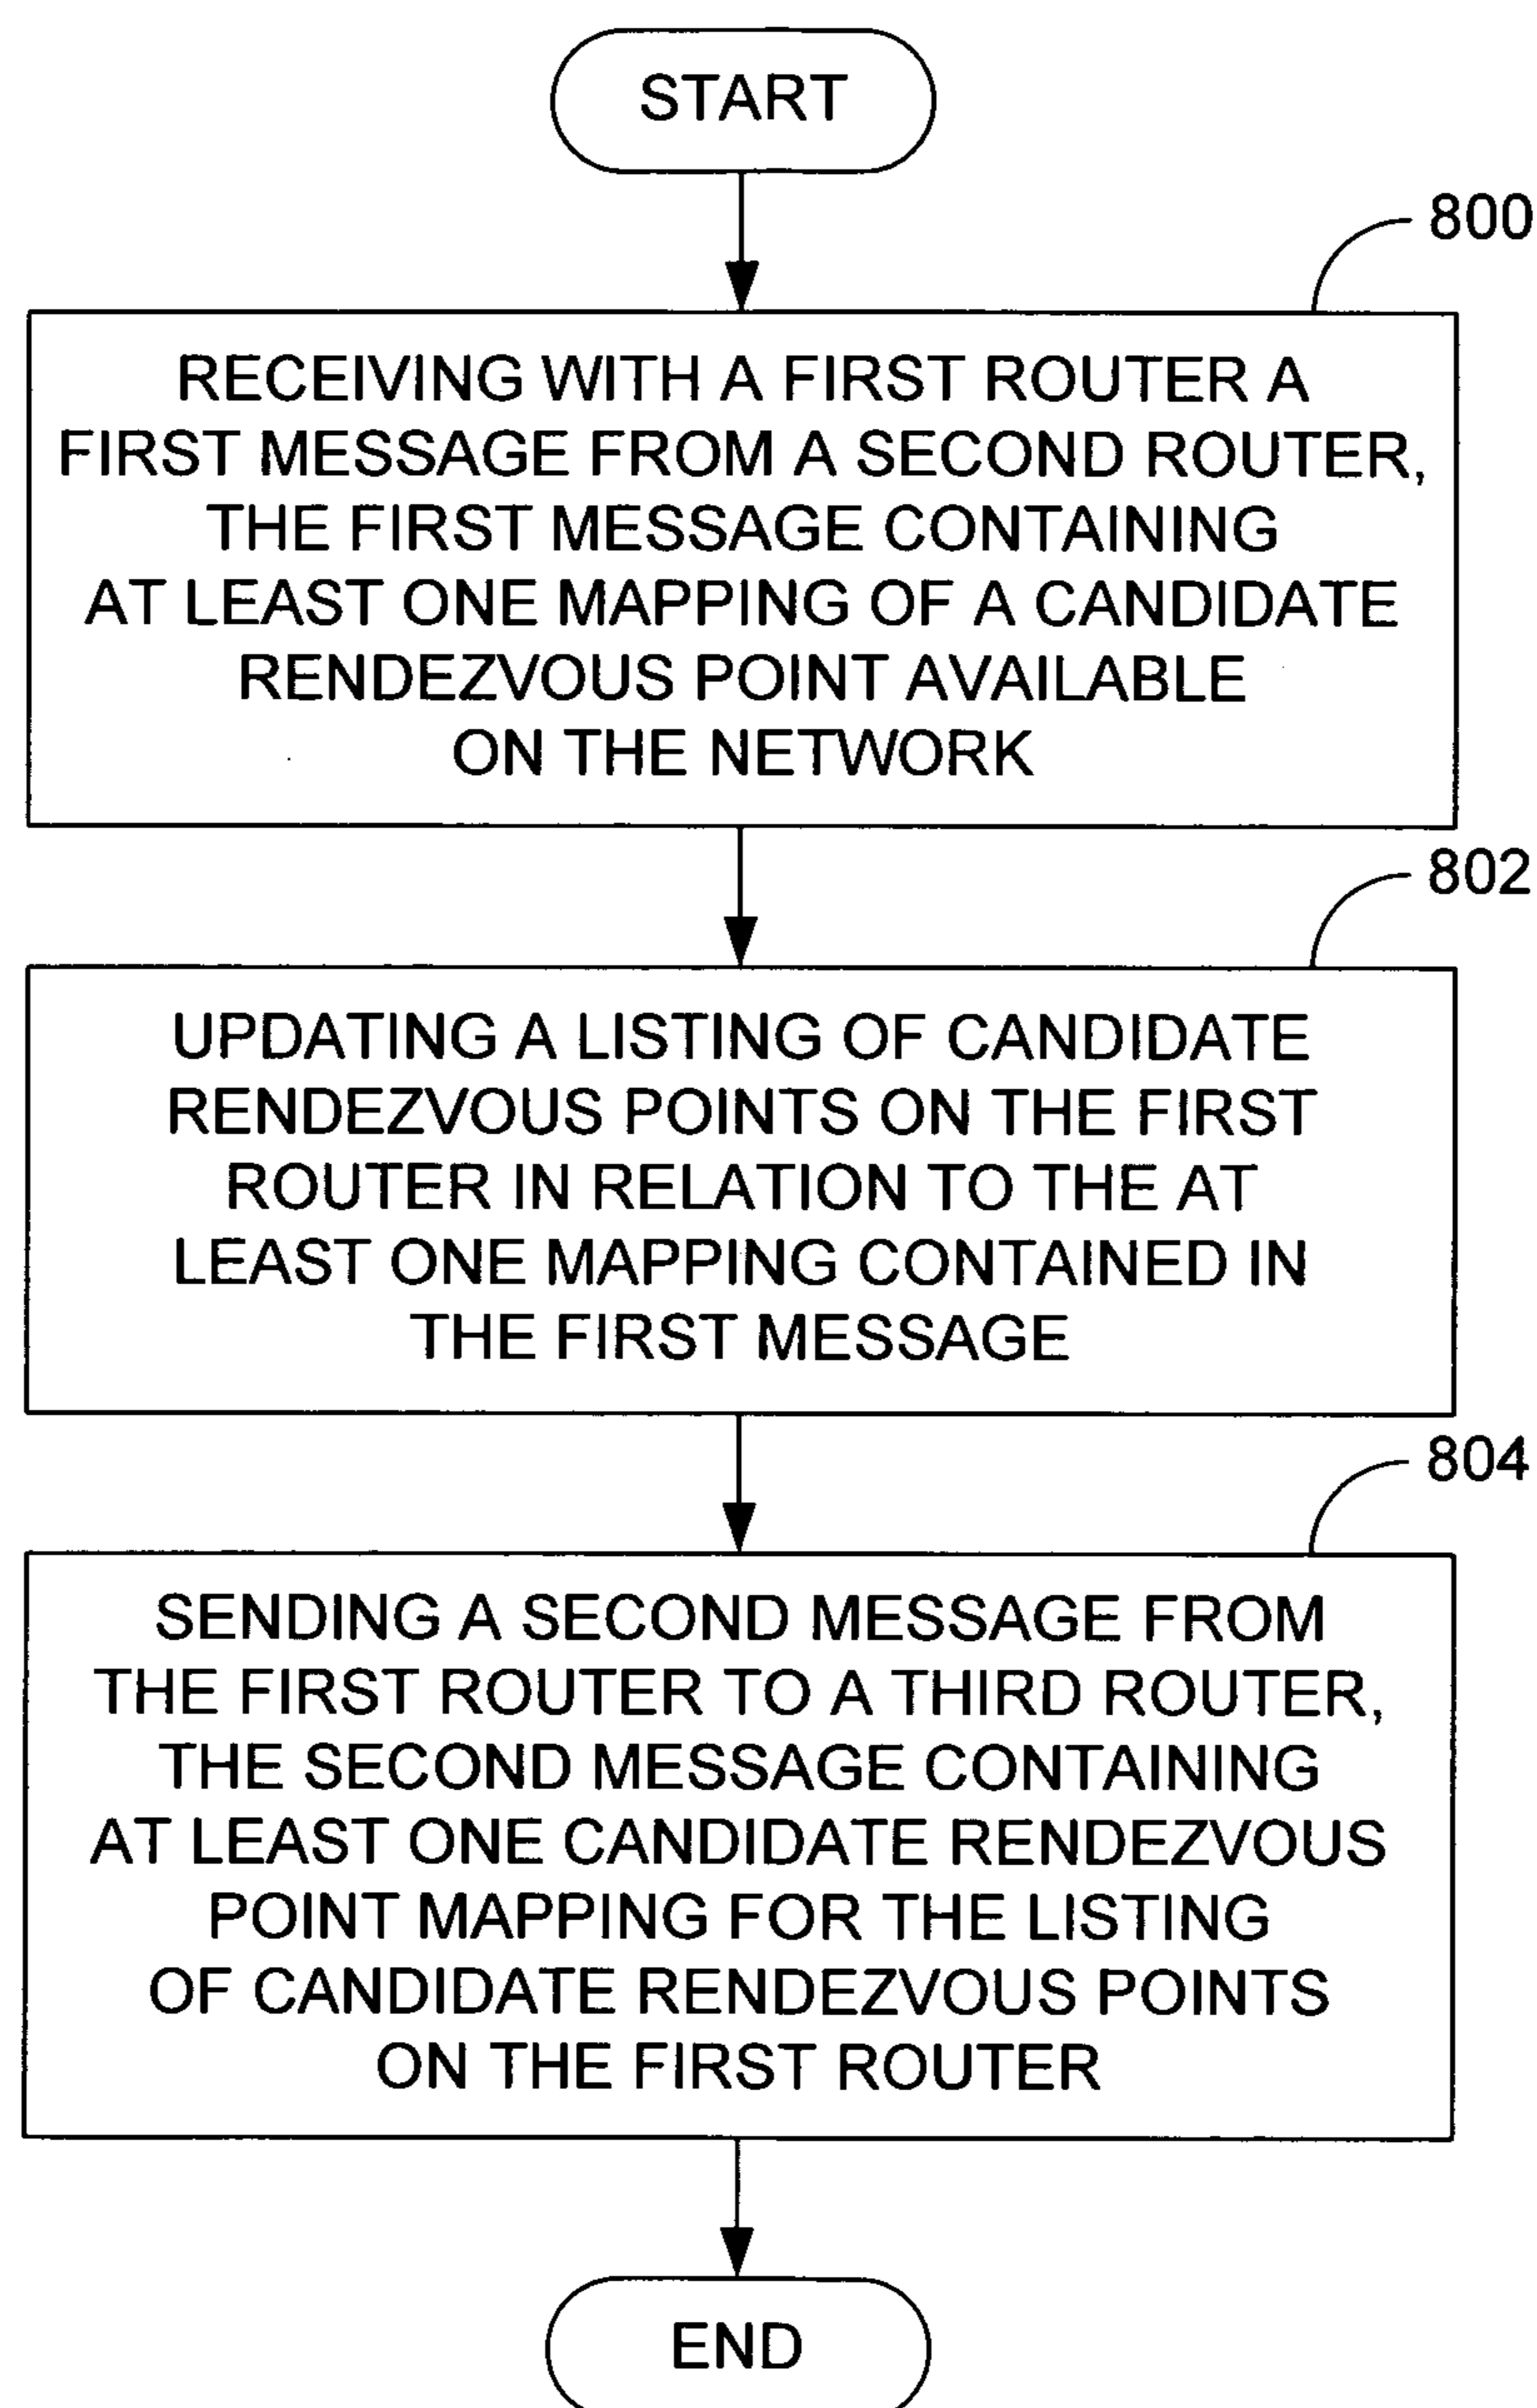 START
800
RECEIVING WITH A FIRST ROUTER A
FIRST MESSAGE FROM A SECOND ROUTER,
THE FIRST MESSAGE CONTAINING
AT LEAST ONE MAPPING OF A CANDIDATE
RENDEZVOUS POINT AVAILABLE
ON THE NETWORK
802
UPDATING A LISTING OF CANDIDATE
RENDEZVOUS POINTS ON THE FIRST
ROUTER IN RELATION TO THE AT
LEAST ONE MAPPING CONTAINED IN
THE FIRST MESSAGE
804
SENDING A SECOND MESSAGE FROM
THE FIRST ROUTER TO A THIRD ROUTER,
THE SECOND MESSAGE CONTAINING
AT LEAST ONE CANDIDATE RENDEZVOUS
POINT MAPPING FOR THE LISTING
OF CANDIDATE RENDEZVOUS POINTS
ON THE FIRST ROUTER
END